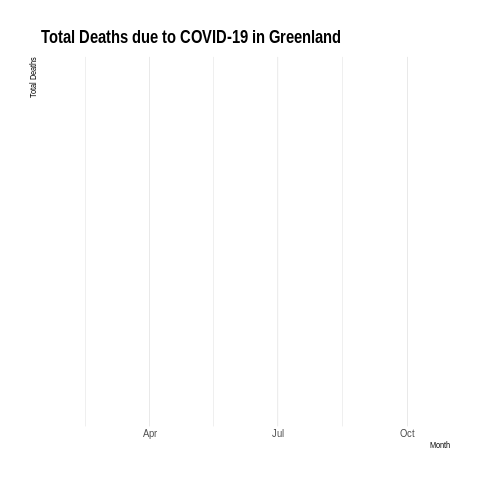 Total Deaths due to COVID-19 in Greenland
Total Deaths
Apr
Jul
Oct
Month